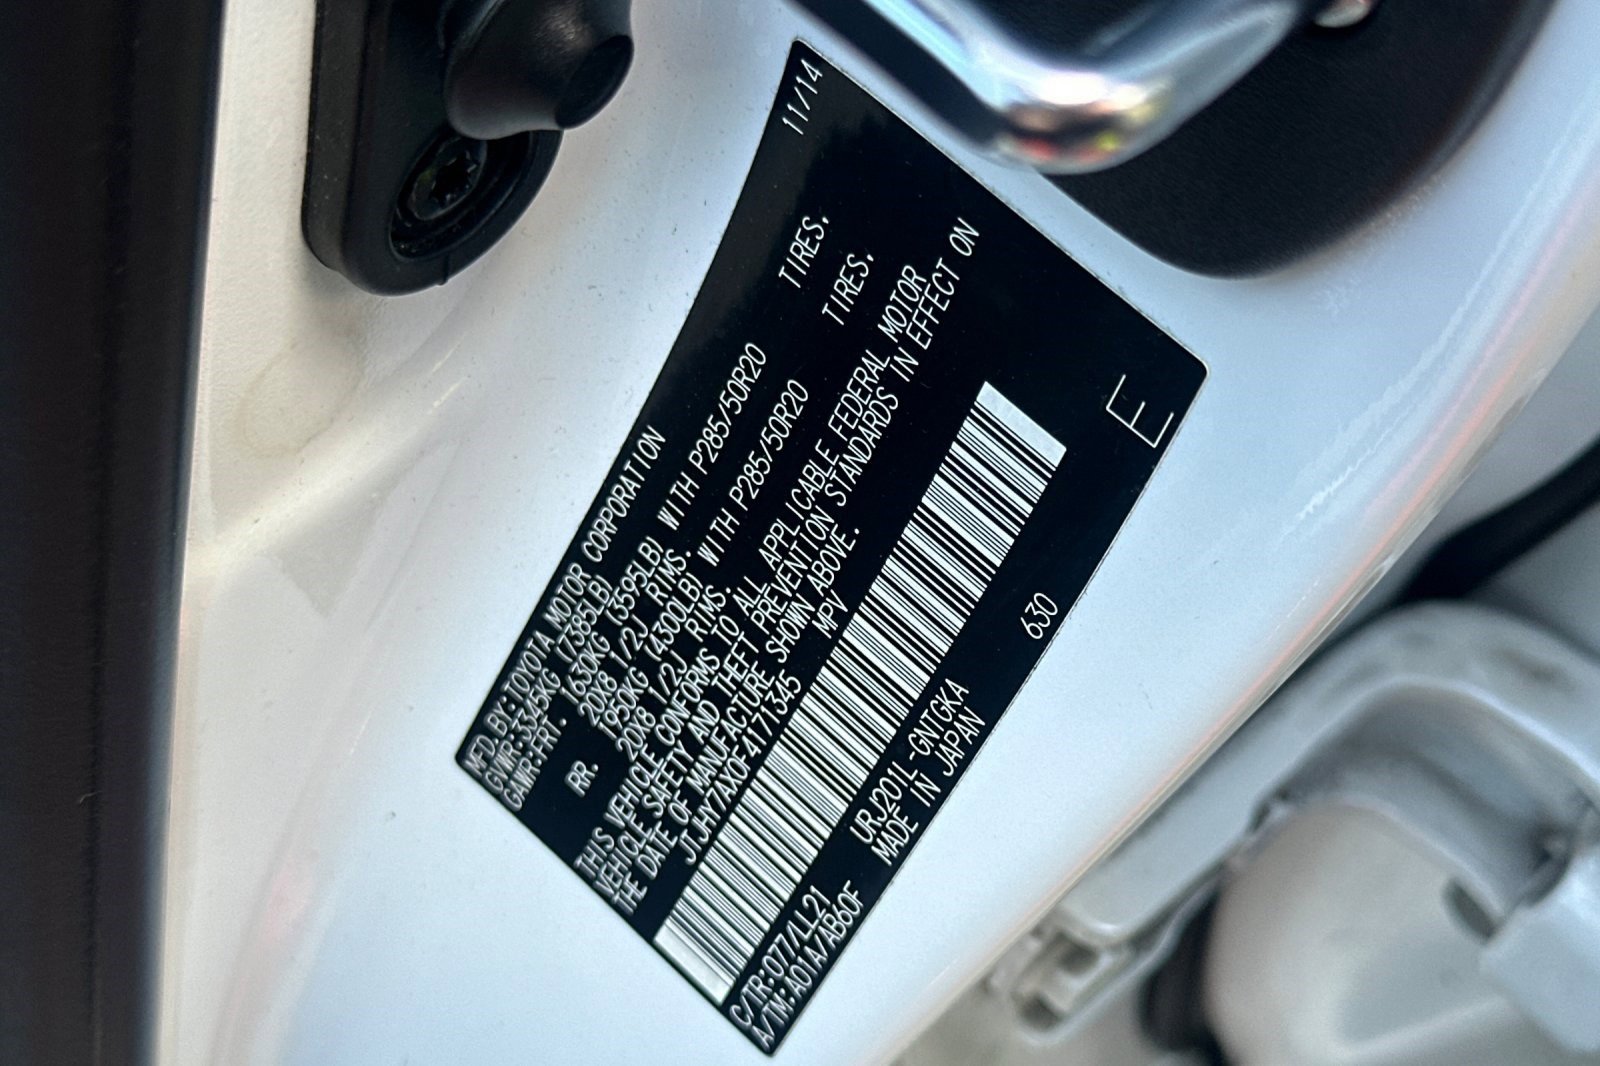 MFD. BY: TOYOTA MOTOR CORPORATION 11/14
GVWR: 3345KG (7385LB)
GAWR: FRT. 1630KG (3595LB) WITH P285/50R20 TIRES,
20X8 1/2J RIMS.
RR. 1950KG (4300LB) WITH P285/50R20 TIRES,
20X8 1/2J RIMS.
THIS VEHICLE CONFORMS TO ALL APPLICABLE FEDERAL MOTOR
VEHICLE SAFETY AND THEFT PREVENTION STANDARDS IN EFFECT ON
THE DATE OF MANUFACTURE SHOWN ABOVE.
JTJHY7AX0F4177345 MPV
E
C/TR: 077/LL21 URJ201L-GNTGKA 630
A/TM: A01A/AB60F MADE IN JAPAN